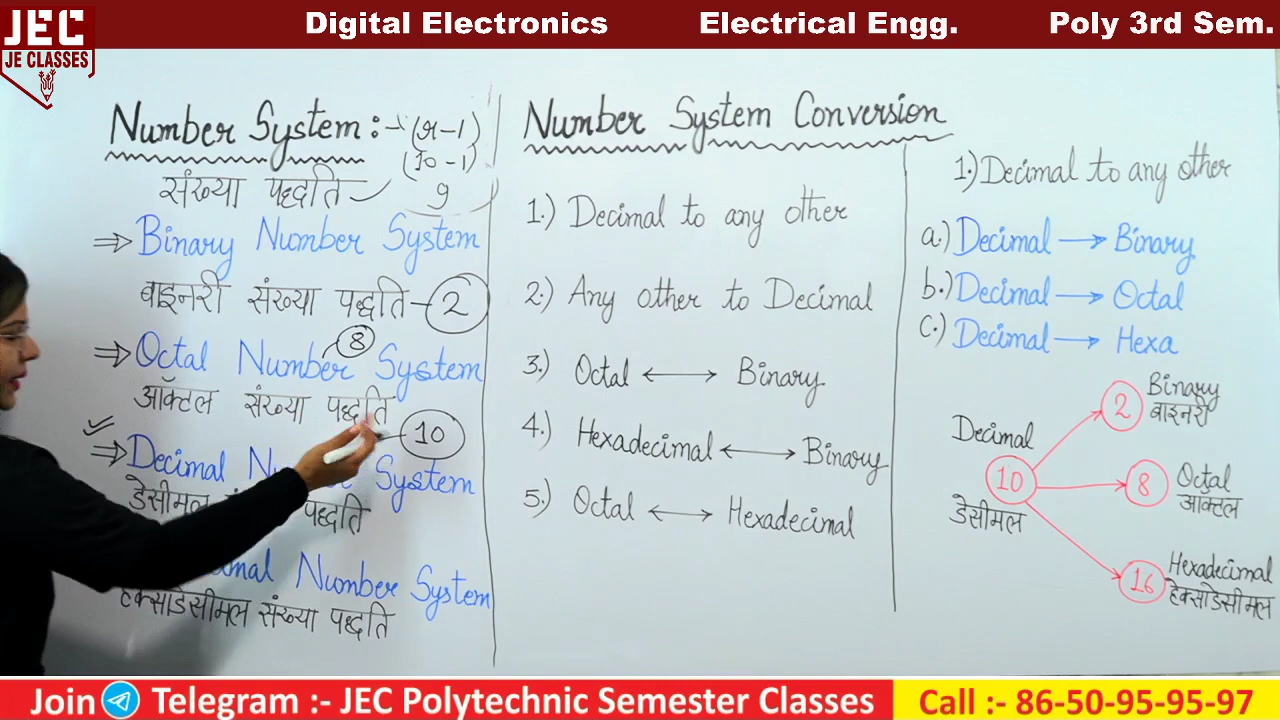 JEC
JE CLASSES
Digital Electronics Electrical Engg. Poly 3rd Sem.
Number System :- (r-1)
(10-1)
9
संख्या पद्धति
⇒ Binary Number System
बाइनरी संख्या पद्धति - 2
⇒ Octal Number System
8
ऑक्टल संख्या पद्धति
10
⇒ Decimal System
डेसीमल पद्धति
Number System
हेक्साडेसीमल संख्या पद्धति
Number System Conversion
1.) Decimal to any other
2.) Any other to Decimal
3.) Octal ⟷ Binary
4.) Hexadecimal ⟷ Binary
5.) Octal ⟷ Hexadecimal
1.) Decimal to any other
a.) Decimal → Binary
b.) Decimal → Octal
c.) Decimal → Hexa
Decimal
10
डेसीमल
2 Binary
बाइनरी
8 Octal
ऑक्टल
16 Hexadecimal
हेक्साडेसीमल
Join Telegram :- JEC Polytechnic Semester Classes Call :- 86-50-95-95-97